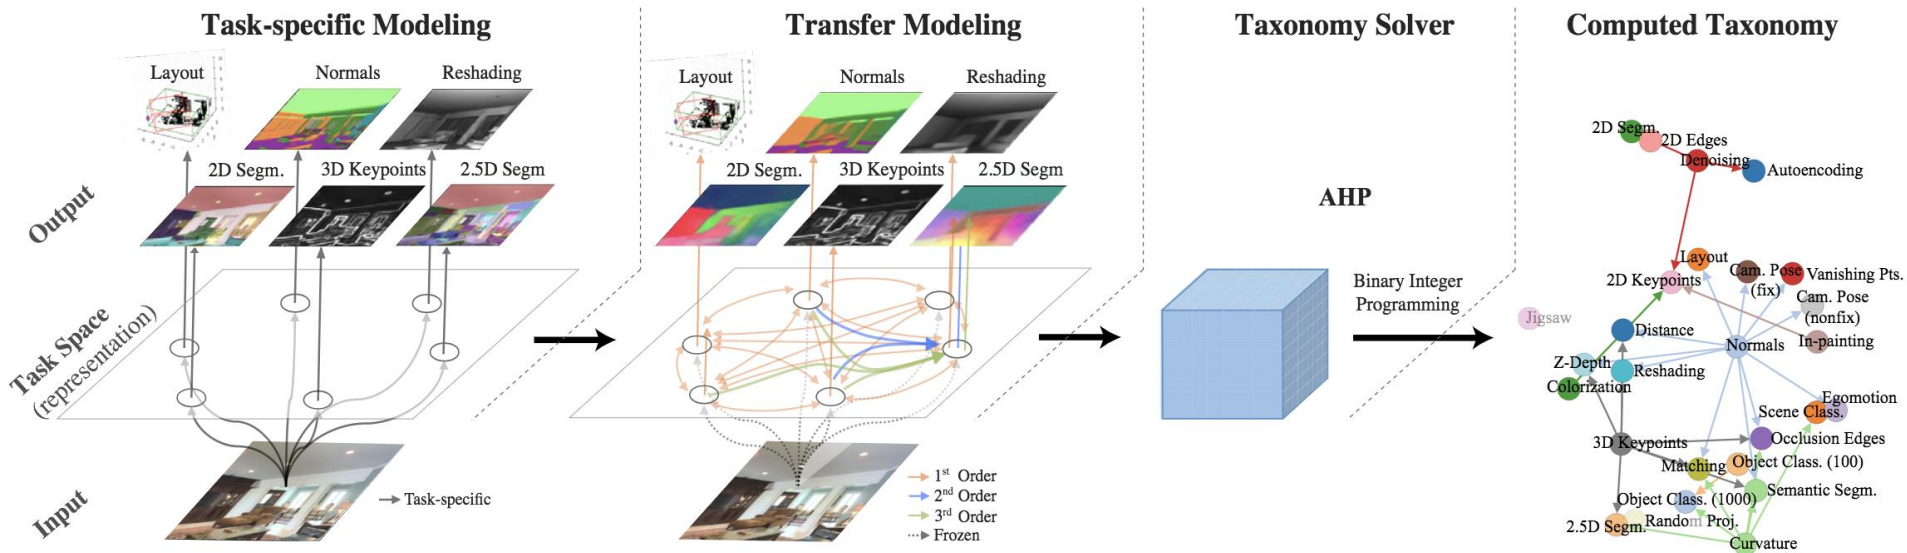 Task-specific Modeling
Transfer Modeling
Taxonomy Solver
Computed Taxonomy
Layout
Normals
Reshading
2D Segm.
3D Keypoints
2.5D Segm
Output
Task Space
(representation)
Input
Task-specific
Layout
Normals
Reshading
2D Segm.
3D Keypoints
2.5D Segm
1st Order
2nd Order
3rd Order
Frozen
AHP
Binary Integer
Programming
2D Segm.
2D Edges
Denoising
Autoencoding
Layout
2D Keypoints
Cam. Pose
(fix)
Vanishing Pts.
Cam. Pose
(nonfix)
Jigsaw
Distance
In-painting
Normals
Z-Depth
Reshading
Colorization
Egomotion
Scene Class.
3D Keypoints
Occlusion Edges
Matching
Object Class. (100)
Semantic Segm.
Object Class. (1000)
2.5D Segm.
Random Proj.
Curvature